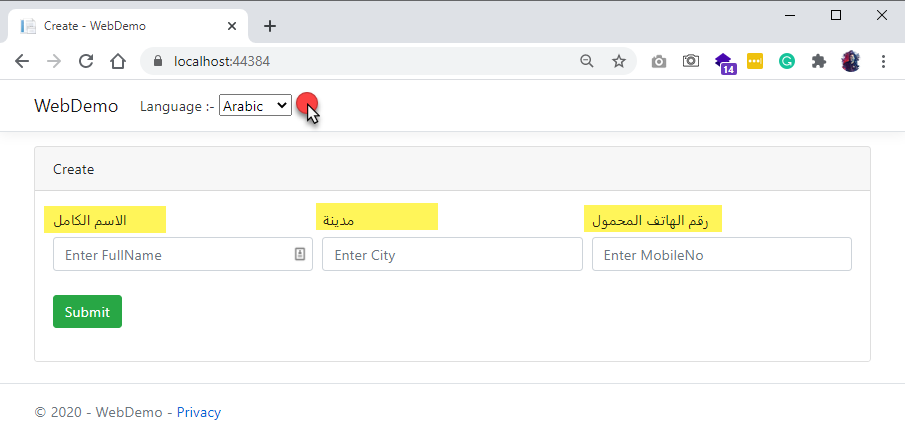 Create - WebDemo
localhost:44384
14
WebDemo Language :- Arabic
Create
الاسم الكامل
مدينة
رقم الهاتف المحمول
Enter FullName
Enter City
Enter MobileNo
Submit
© 2020 - WebDemo - Privacy